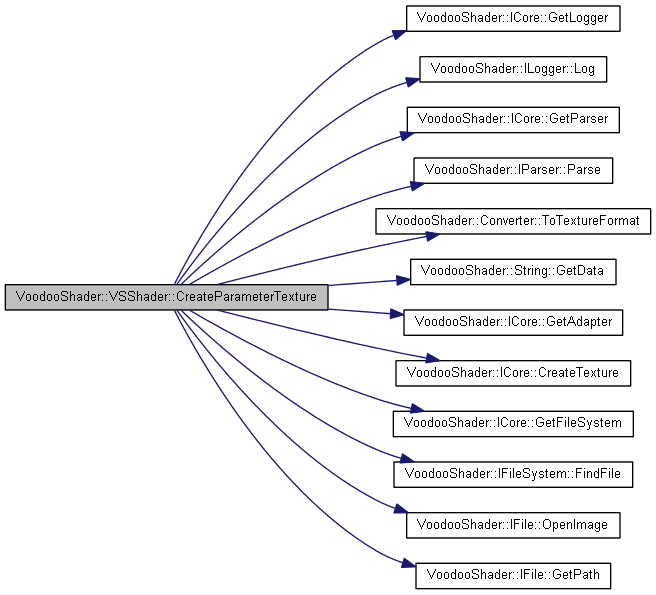 VoodooShader::ICore::GetLogger
VoodooShader::ILogger::Log
VoodooShader::ICore::GetParser
VoodooShader::IParser::Parse
VoodooShader::Converter::ToTextureFormat
VoodooShader::String::GetData
VoodooShader::VSShader::CreateParameterTexture
VoodooShader::ICore::GetAdapter
VoodooShader::ICore::CreateTexture
VoodooShader::ICore::GetFileSystem
VoodooShader::IFileSystem::FindFile
VoodooShader::IFile::OpenImage
VoodooShader::IFile::GetPath